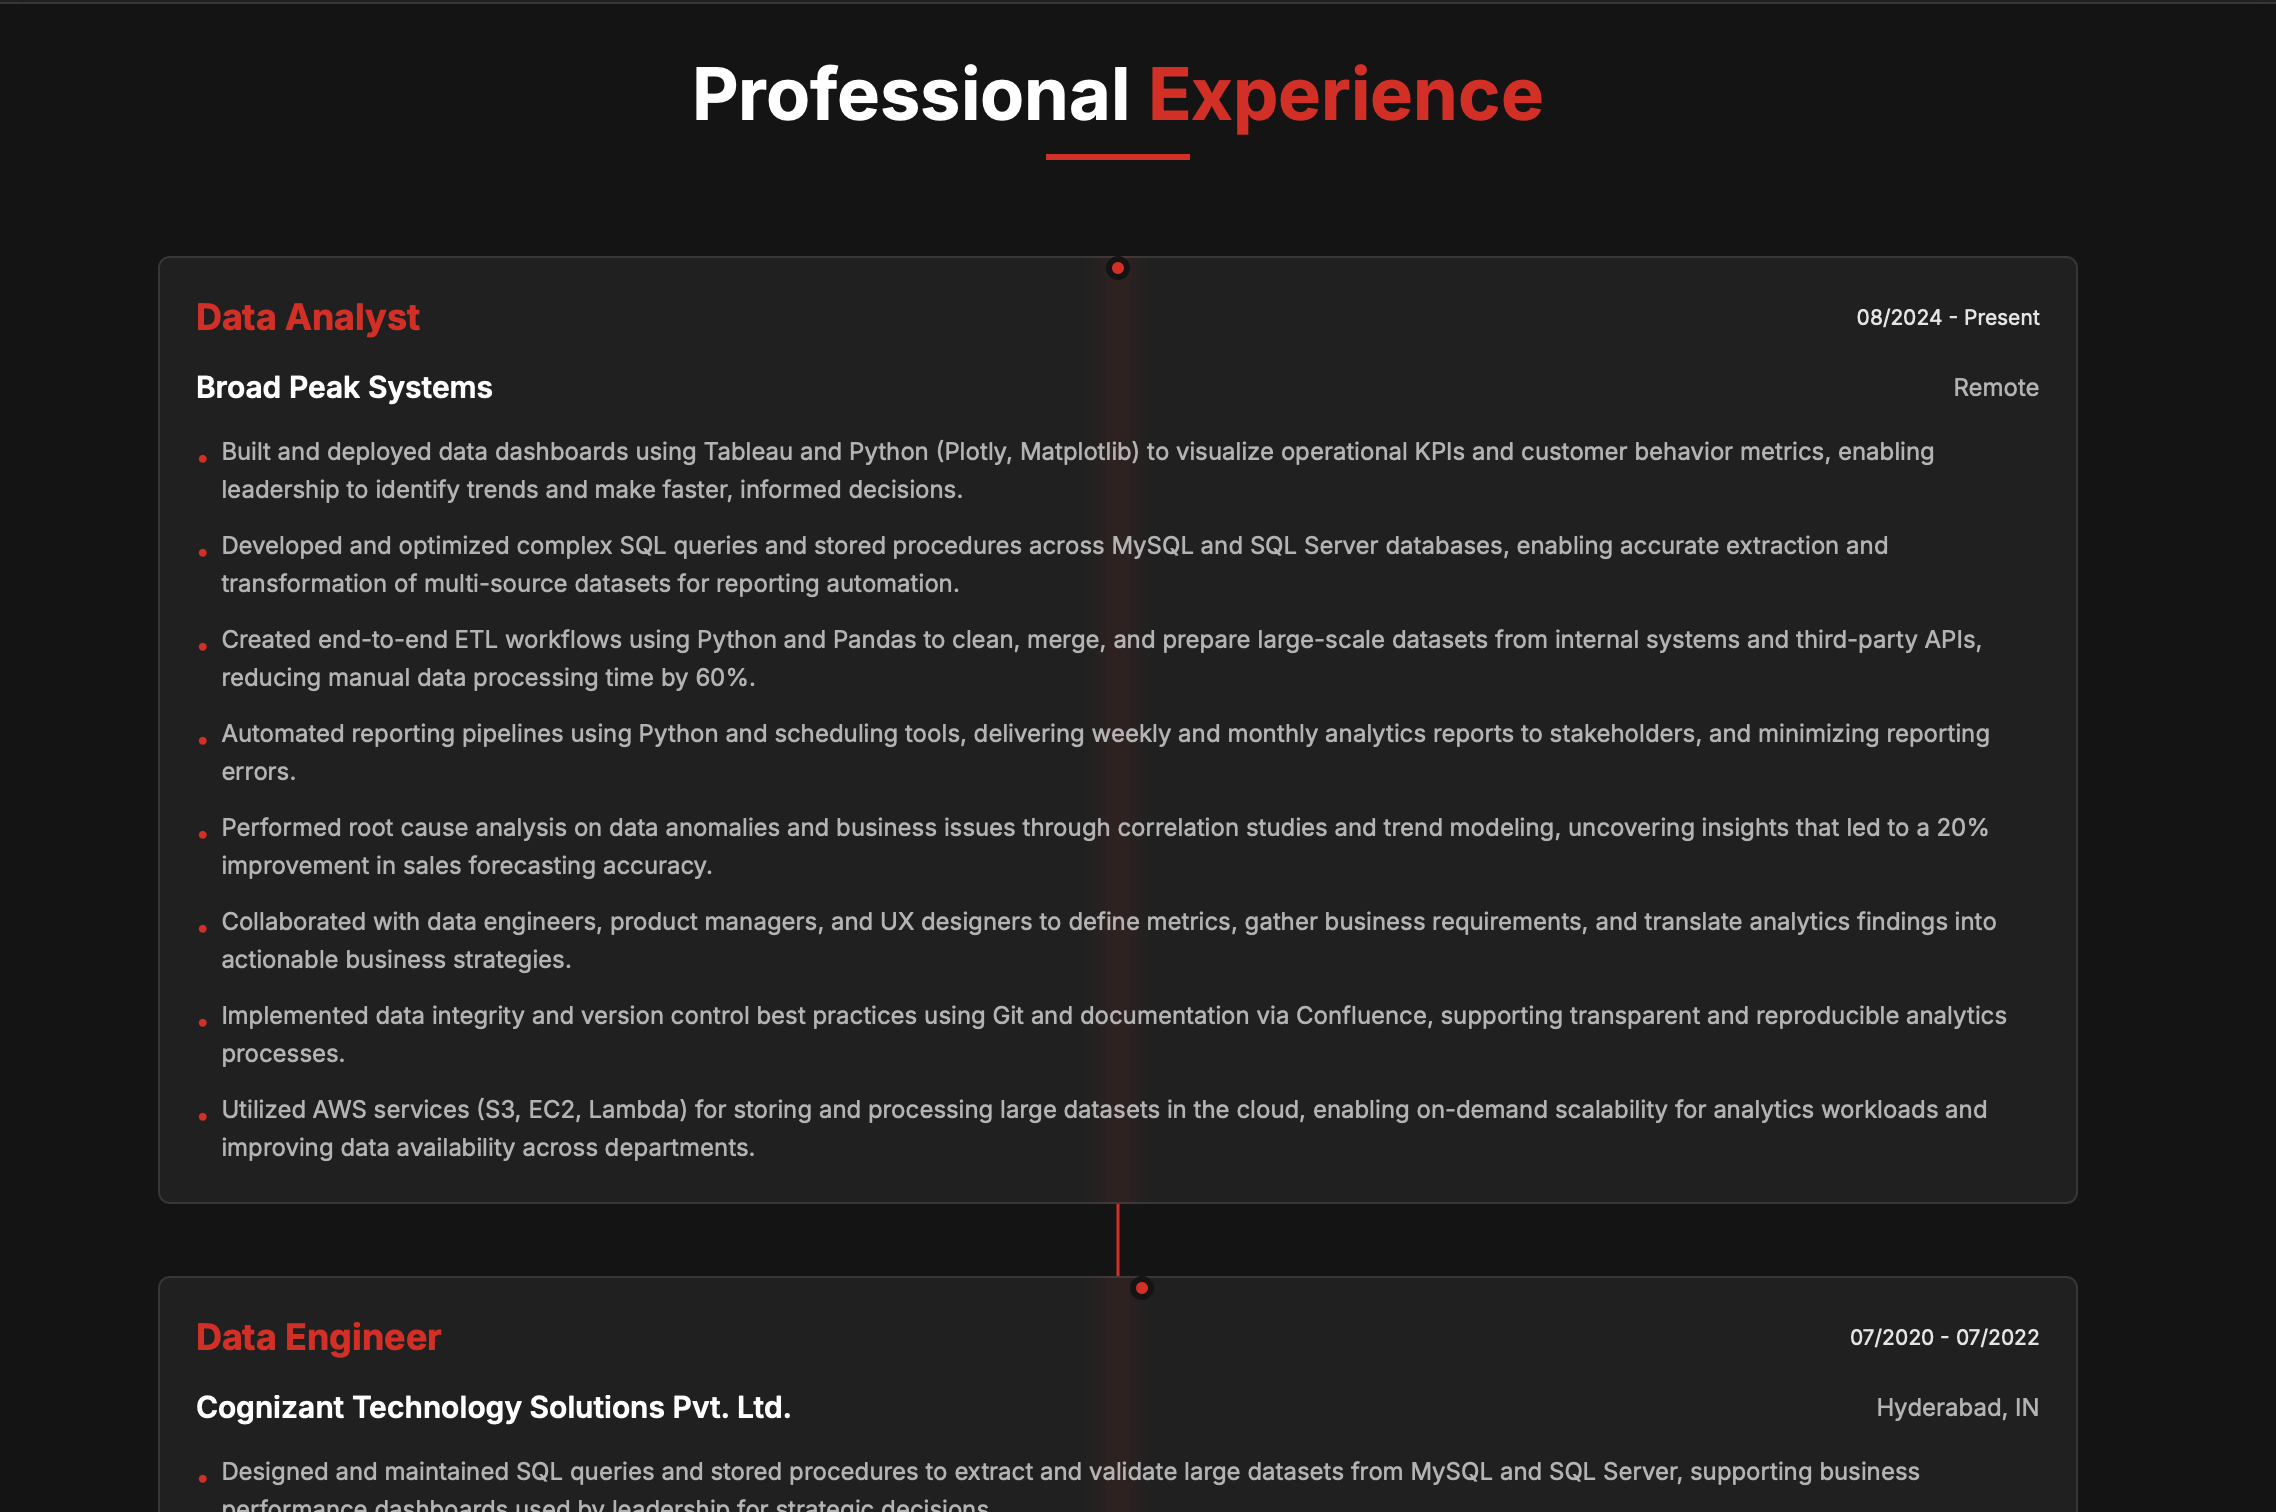 Professional Experience
Data Analyst
08/2024 - Present
Broad Peak Systems
Remote
Built and deployed data dashboards using Tableau and Python (Plotly, Matplotlib) to visualize operational KPIs and customer behavior metrics, enabling
leadership to identify trends and make faster, informed decisions.
Developed and optimized complex SQL queries and stored procedures across MySQL and SQL Server databases, enabling accurate extraction and
transformation of multi-source datasets for reporting automation.
Created end-to-end ETL workflows using Python and Pandas to clean, merge, and prepare large-scale datasets from internal systems and third-party APIs,
reducing manual data processing time by 60%.
Automated reporting pipelines using Python and scheduling tools, delivering weekly and monthly analytics reports to stakeholders, and minimizing reporting
errors.
Performed root cause analysis on data anomalies and business issues through correlation studies and trend modeling, uncovering insights that led to a 20%
improvement in sales forecasting accuracy.
Collaborated with data engineers, product managers, and UX designers to define metrics, gather business requirements, and translate analytics findings into
actionable business strategies.
Implemented data integrity and version control best practices using Git and documentation via Confluence, supporting transparent and reproducible analytics
processes.
Utilized AWS services (S3, EC2, Lambda) for storing and processing large datasets in the cloud, enabling on-demand scalability for analytics workloads and
improving data availability across departments.
Data Engineer
07/2020 - 07/2022
Cognizant Technology Solutions Pvt. Ltd.
Hyderabad, IN
Designed and maintained SQL queries and stored procedures to extract and validate large datasets from MySQL and SQL Server, supporting business
performance dashboards used by leadership for strategic decisions.